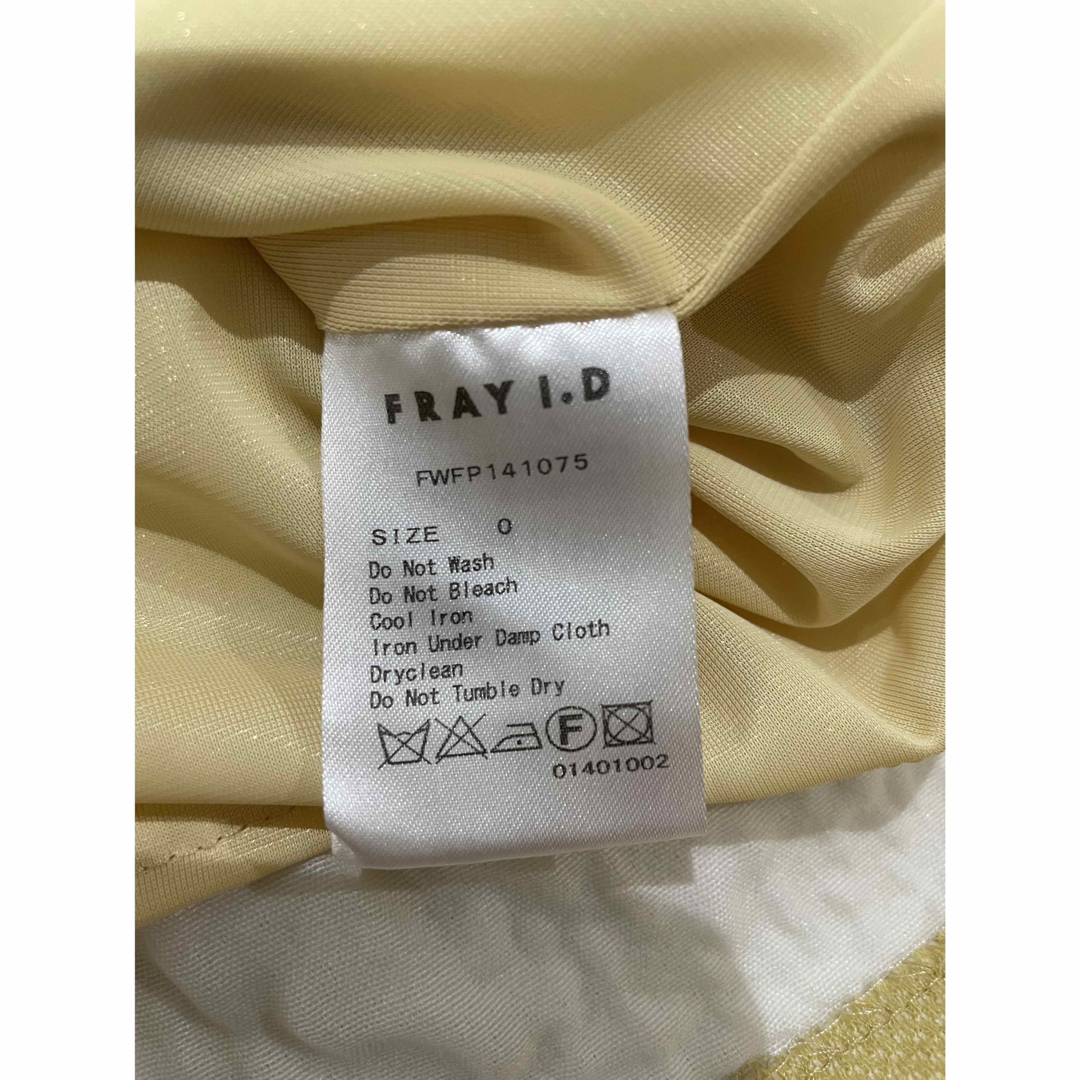 FRAY I.D
FWFP141075
SIZE 0
Do Not Wash
Do Not Bleach
Cool Iron
Iron Under Damp Cloth
Dryclean
Do Not Tumble Dry
F
01401002